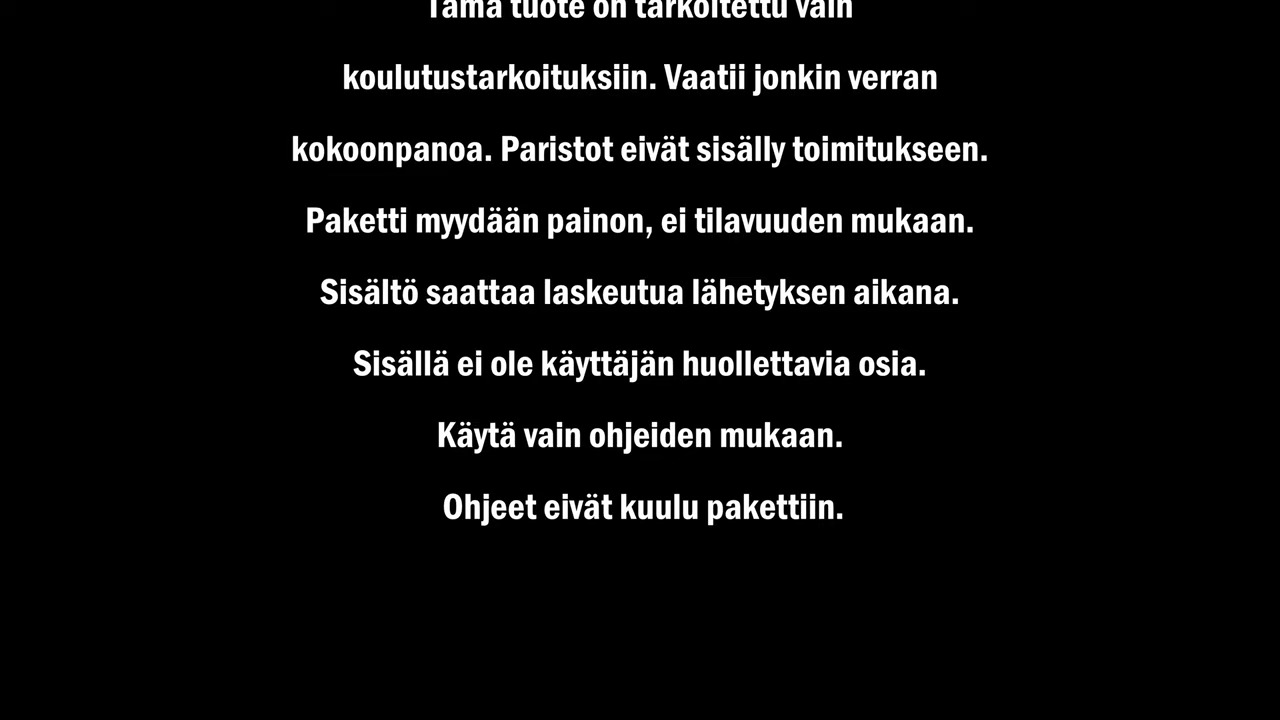 Tämä tuote on tarkoitettu vain
koulutustarkoituksiin. Vaatii jonkin verran
kokoonpanoa. Paristot eivät sisälly toimitukseen.
Paketti myydään painon, ei tilavuuden mukaan.
Sisältö saattaa laskeutua lähetyksen aikana.
Sisällä ei ole käyttäjän huollettavia osia.
Käytä vain ohjeiden mukaan.
Ohjeet eivät kuulu pakettiin.